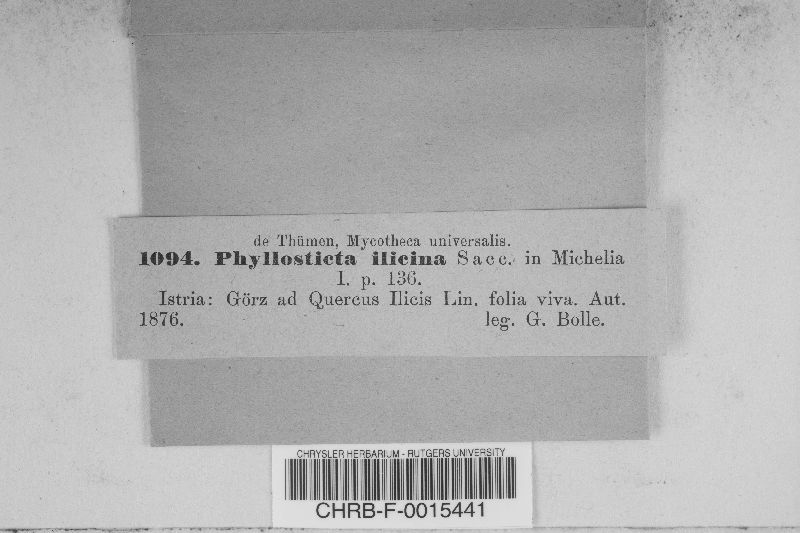 de Thümen, Mycotheca universalis.
1094. Phyllosticta ilicina Sacc. in Michelia
I. p. 136.
Istria: Görz ad Quercus Ilicis Lin. folia viva. Aut.
1876. leg. G. Bolle.
CHRYSLER HERBARIUM - RUTGERS UNIVERSITY
CHRB-F-0015441